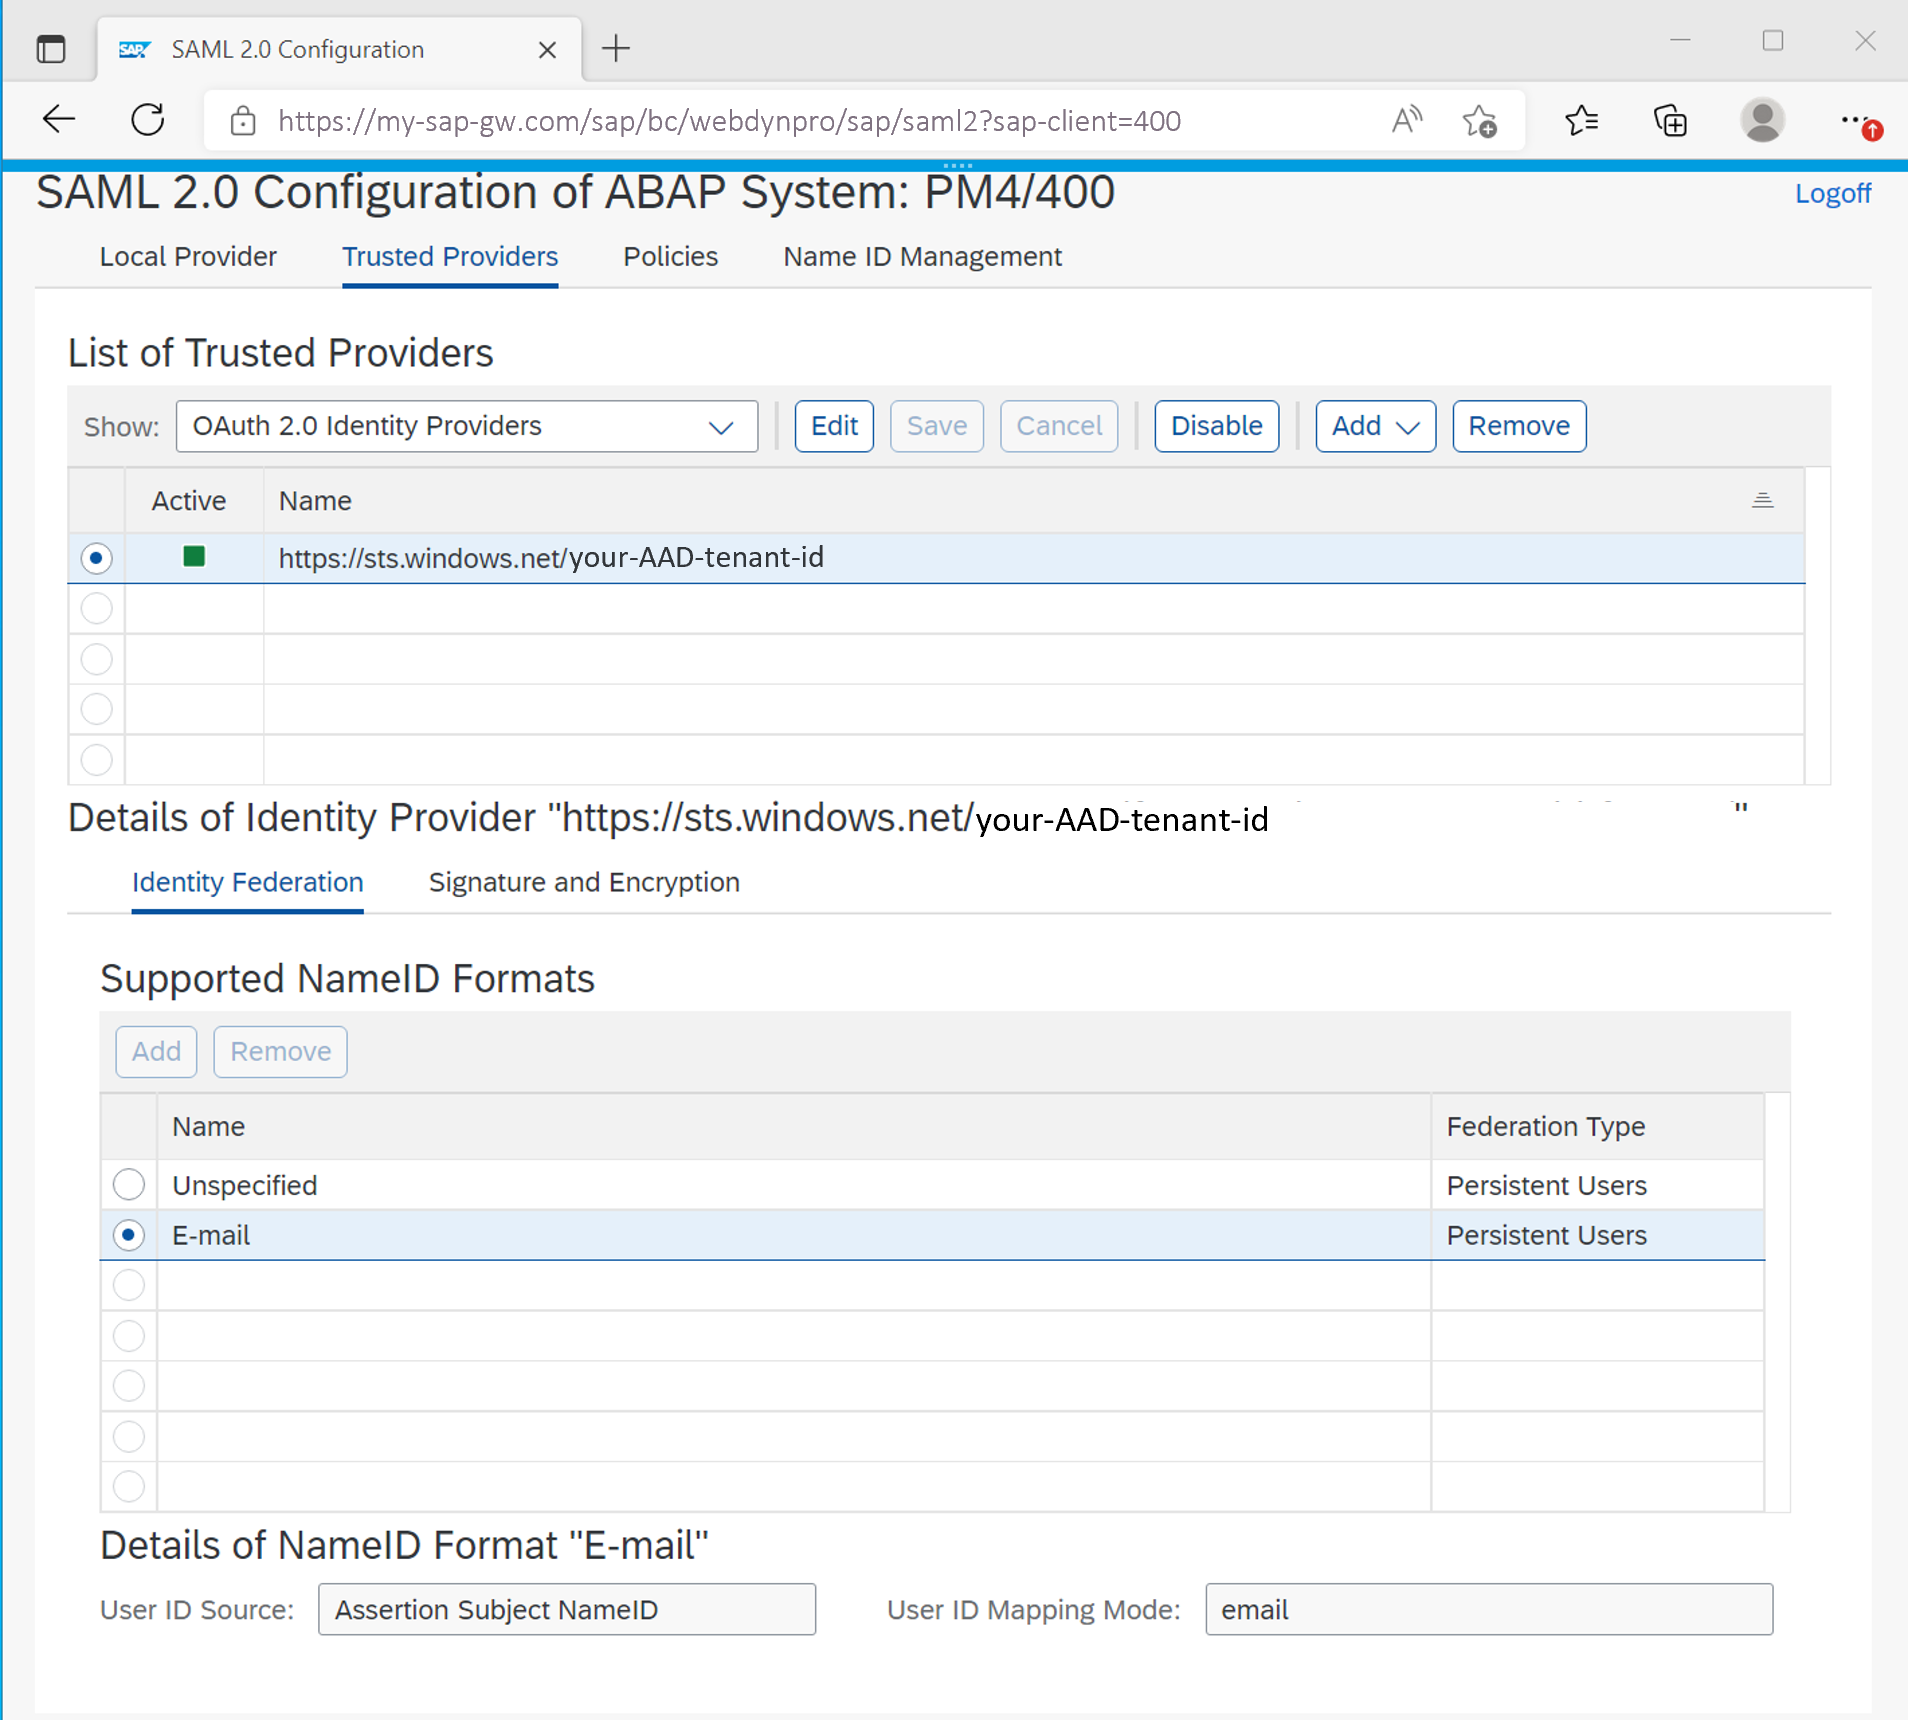 SAP SAML 2.0 Configuration
https://my-sap-gw.com/sap/bc/webdynpro/sap/saml2?sap-client=400
SAML 2.0 Configuration of ABAP System: PM4/400
Logoff
Local Provider Trusted Providers Policies Name ID Management
List of Trusted Providers
Show: OAuth 2.0 Identity Providers Edit Save Cancel Disable Add Remove
Active Name
https://sts.windows.net/your-AAD-tenant-id
Details of Identity Provider "https://sts.windows.net/your-AAD-tenant-id "
Identity Federation Signature and Encryption
Supported NameID Formats
Add Remove
Name Federation Type
Unspecified Persistent Users
E-mail Persistent Users
Details of NameID Format "E-mail"
User ID Source: Assertion Subject NameID User ID Mapping Mode: email